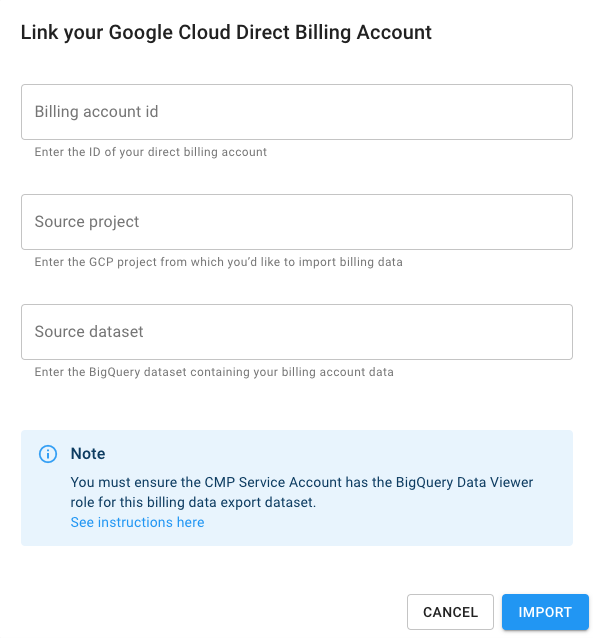 Link your Google Cloud Direct Billing Account
Billing account id
Enter the ID of your direct billing account
Source project
Enter the GCP project from which you’d like to import billing data
Source dataset
Enter the BigQuery dataset containing your billing account data
Note
You must ensure the CMP Service Account has the BigQuery Data Viewer
role for this billing data export dataset.
See instructions here
CANCEL
IMPORT